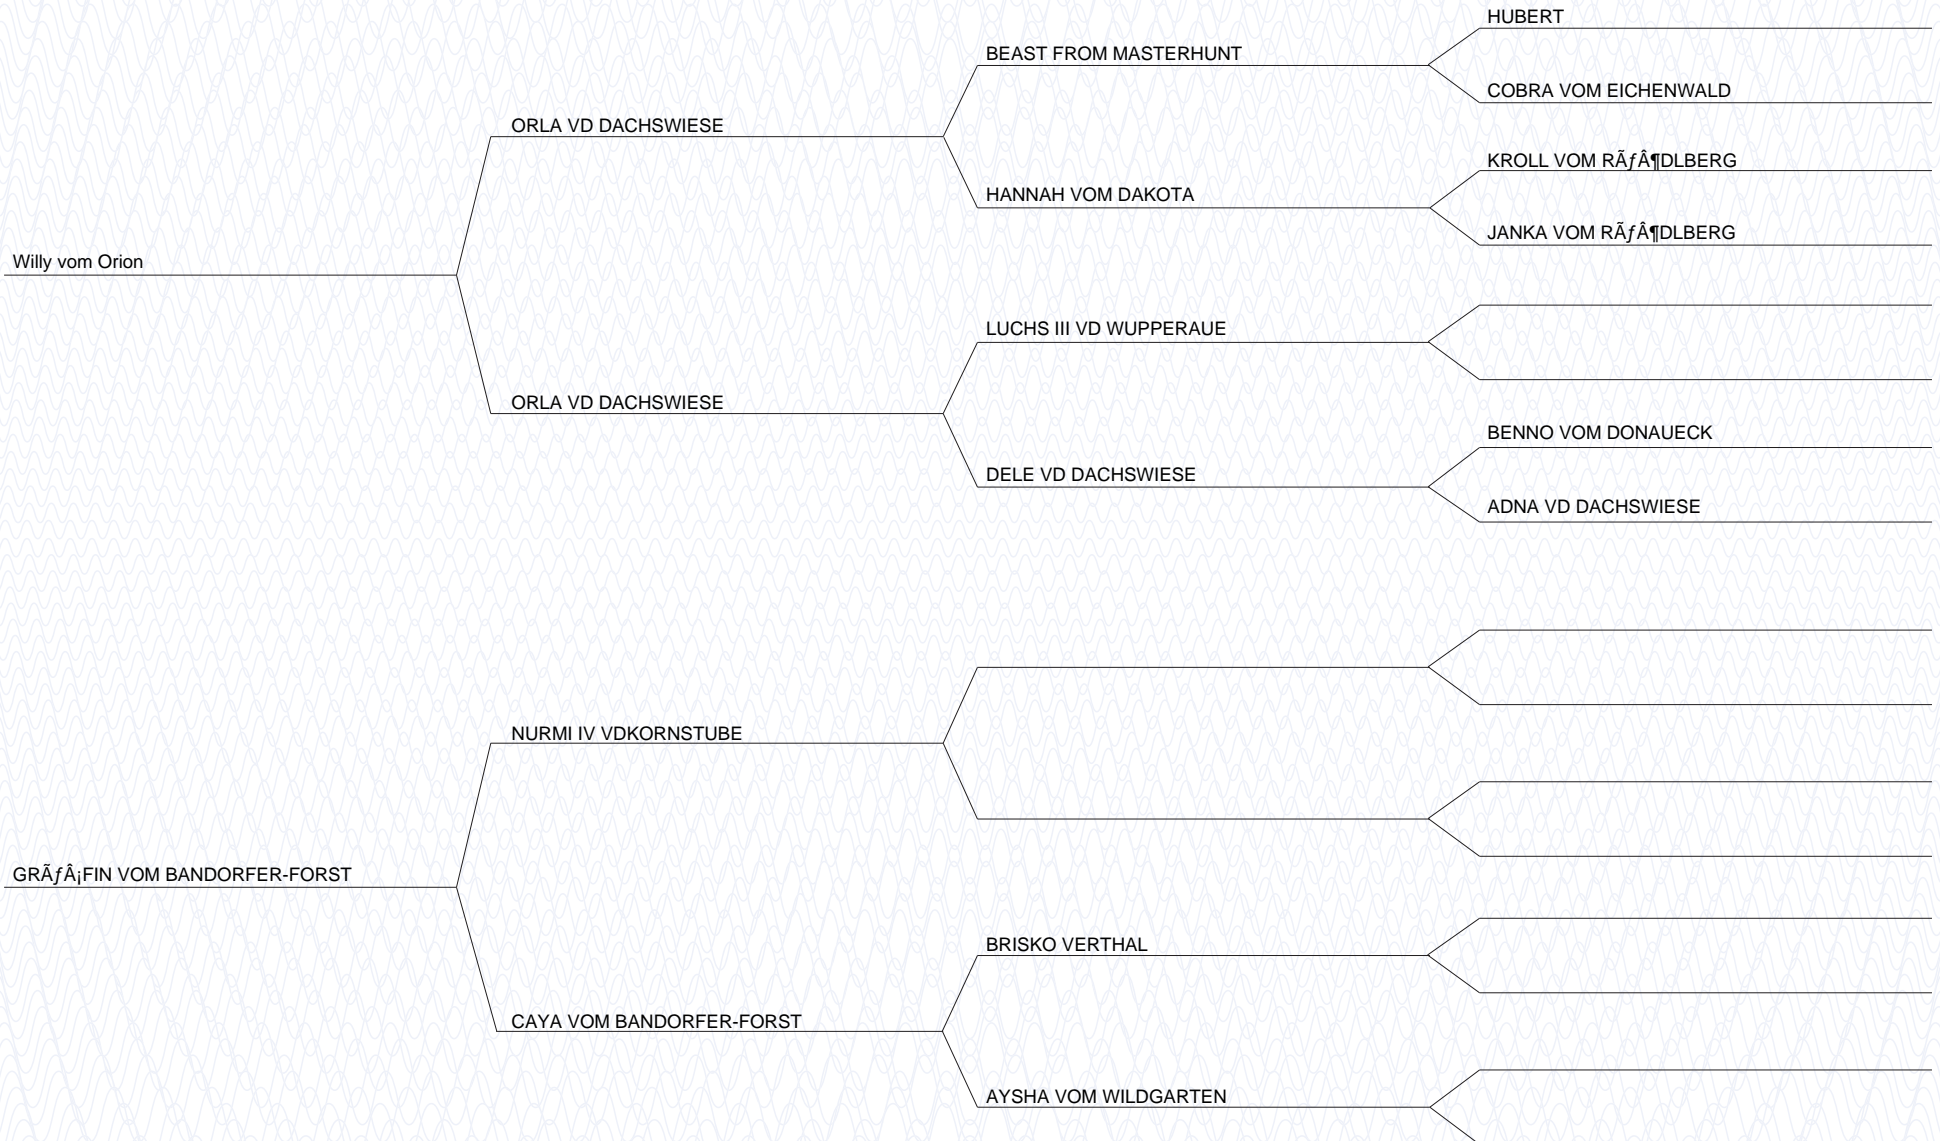 HUBERT
BEAST FROM MASTERHUNT
COBRA VOM EICHENWALD
ORLA VD DACHSWIESE
KROLL VOM RÃƒÂ¶DLBERG
HANNAH VOM DAKOTA
JANKA VOM RÃƒÂ¶DLBERG
Willy vom Orion
LUCHS III VD WUPPERAUE
ORLA VD DACHSWIESE
BENNO VOM DONAUECK
DELE VD DACHSWIESE
ADNA VD DACHSWIESE
NURMI IV VDKORNSTUBE
GRÃƒÂ¡FIN VOM BANDORFER-FORST
BRISKO VERTHAL
CAYA VOM BANDORFER-FORST
AYSHA VOM WILDGARTEN